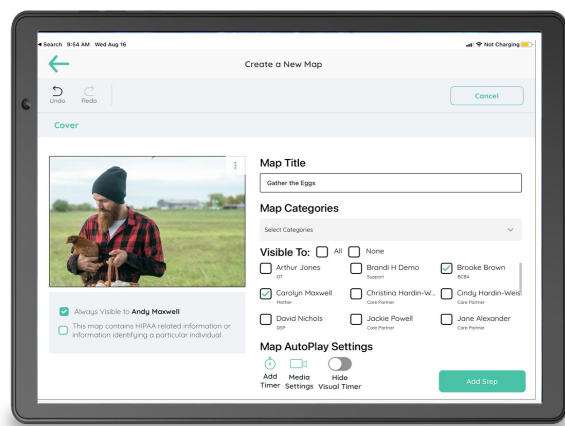 Search 9:54 AM Wed Aug 16
Not Charging
Create a New Map
Undo Redo
Cancel
Cover
Map Title
Gather the Eggs
Map Categories
Select Categories
Visible To: All None
Arthur Jones
OT
Brandi H Demo
Support
Brooke Brown
BCBA
Carolyn Maxwell
Mother
Christina Hardin-W...
Care Partner
Cindy Hardin-Weis
Care Partner
David Nichols
DSP
Jackie Powell
Care Partner
Jane Alexander
Care Partner
Always Visible to Andy Maxwell
This map contains HIPAA related information or
information identifying a particular individual
Map AutoPlay Settings
Add
Timer
Media
Settings
Hide
Visual Timer
Add Step